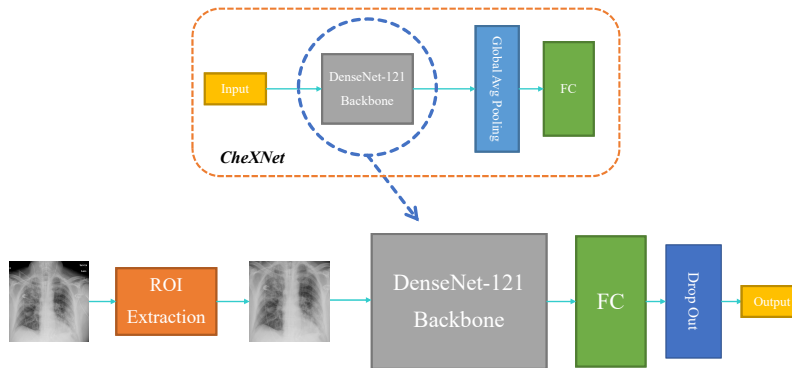 Input
DenseNet-121
Backbone
Global Avg Pooling
FC
CheXNet
ROI
Extraction
DenseNet-121
Backbone
FC
Drop Out
Output